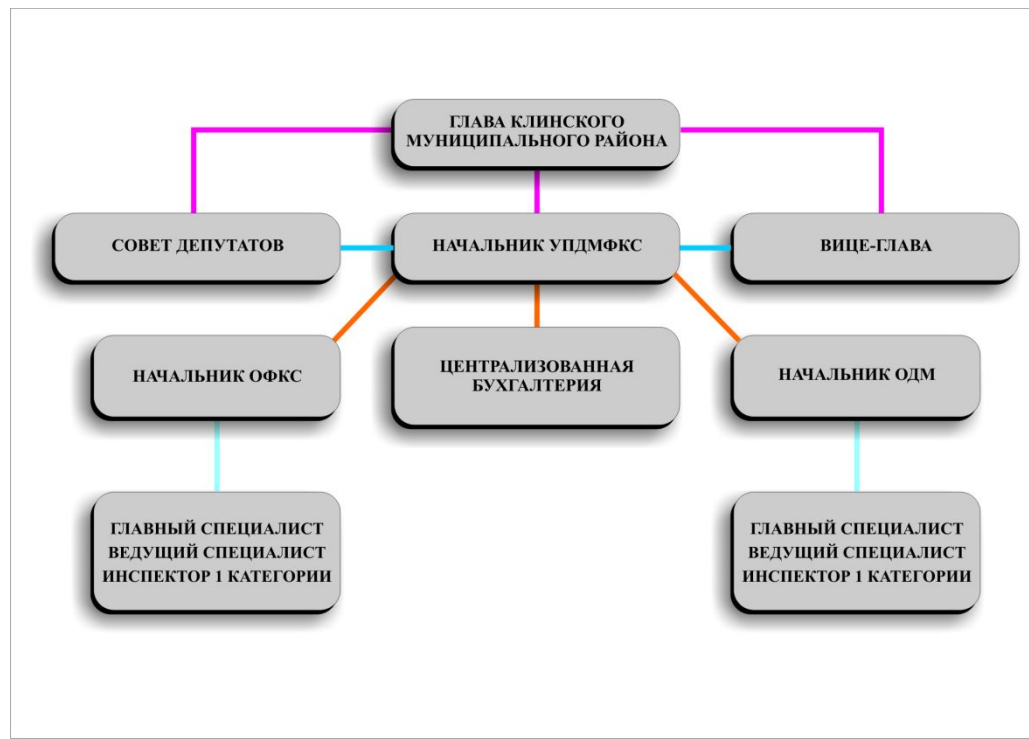 ГЛАВА КЛИНСКОГО
МУНИЦИПАЛЬНОГО РАЙОНА
СОВЕТ ДЕПУТАТОВ
НАЧАЛЬНИК УПДМФКС
ВИЦЕ-ГЛАВА
НАЧАЛЬНИК ОФКС
ЦЕНТРАЛИЗОВАННАЯ
БУХГАЛТЕРИЯ
НАЧАЛЬНИК ОДМ
ГЛАВНЫЙ СПЕЦИАЛИСТ
ВЕДУЩИЙ СПЕЦИАЛИСТ
ИНСПЕКТОР 1 КАТЕГОРИИ
ГЛАВНЫЙ СПЕЦИАЛИСТ
ВЕДУЩИЙ СПЕЦИАЛИСТ
ИНСПЕКТОР 1 КАТЕГОРИИ